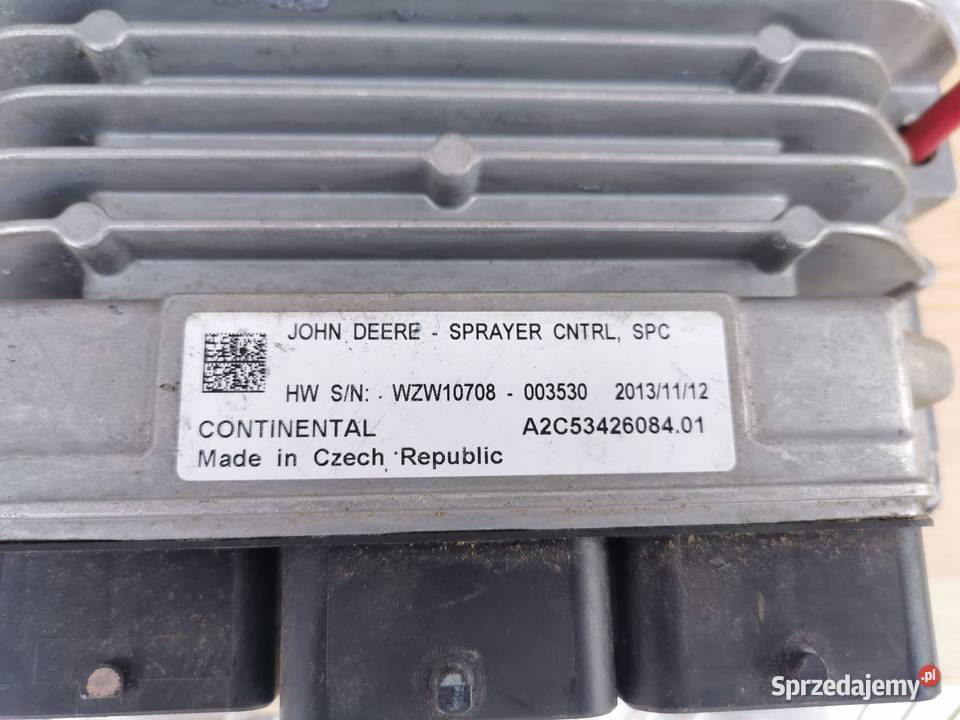 JOHN DEERE - SPRAYER CNTRL, SPC
HW S/N: WZW10708 - 003530 2013/11/12
CONTINENTAL A2C53426084.01
Made in Czech Republic
Sprzedajemy.pl